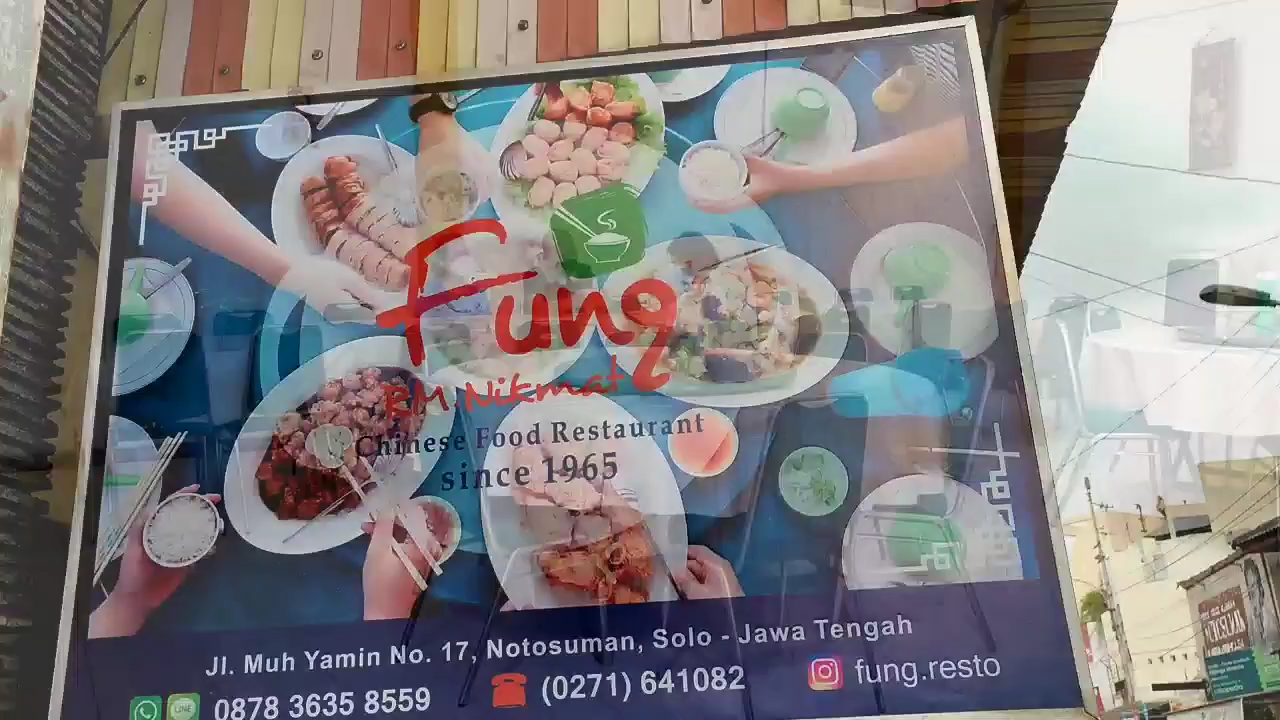 Fung
RM. Nikmat
Chinese Food Restaurant
since 1965
Jl. Muh Yamin No. 17, Notosuman, Solo - Jawa Tengah
0878 3635 8559
(0271) 641082
fung.resto